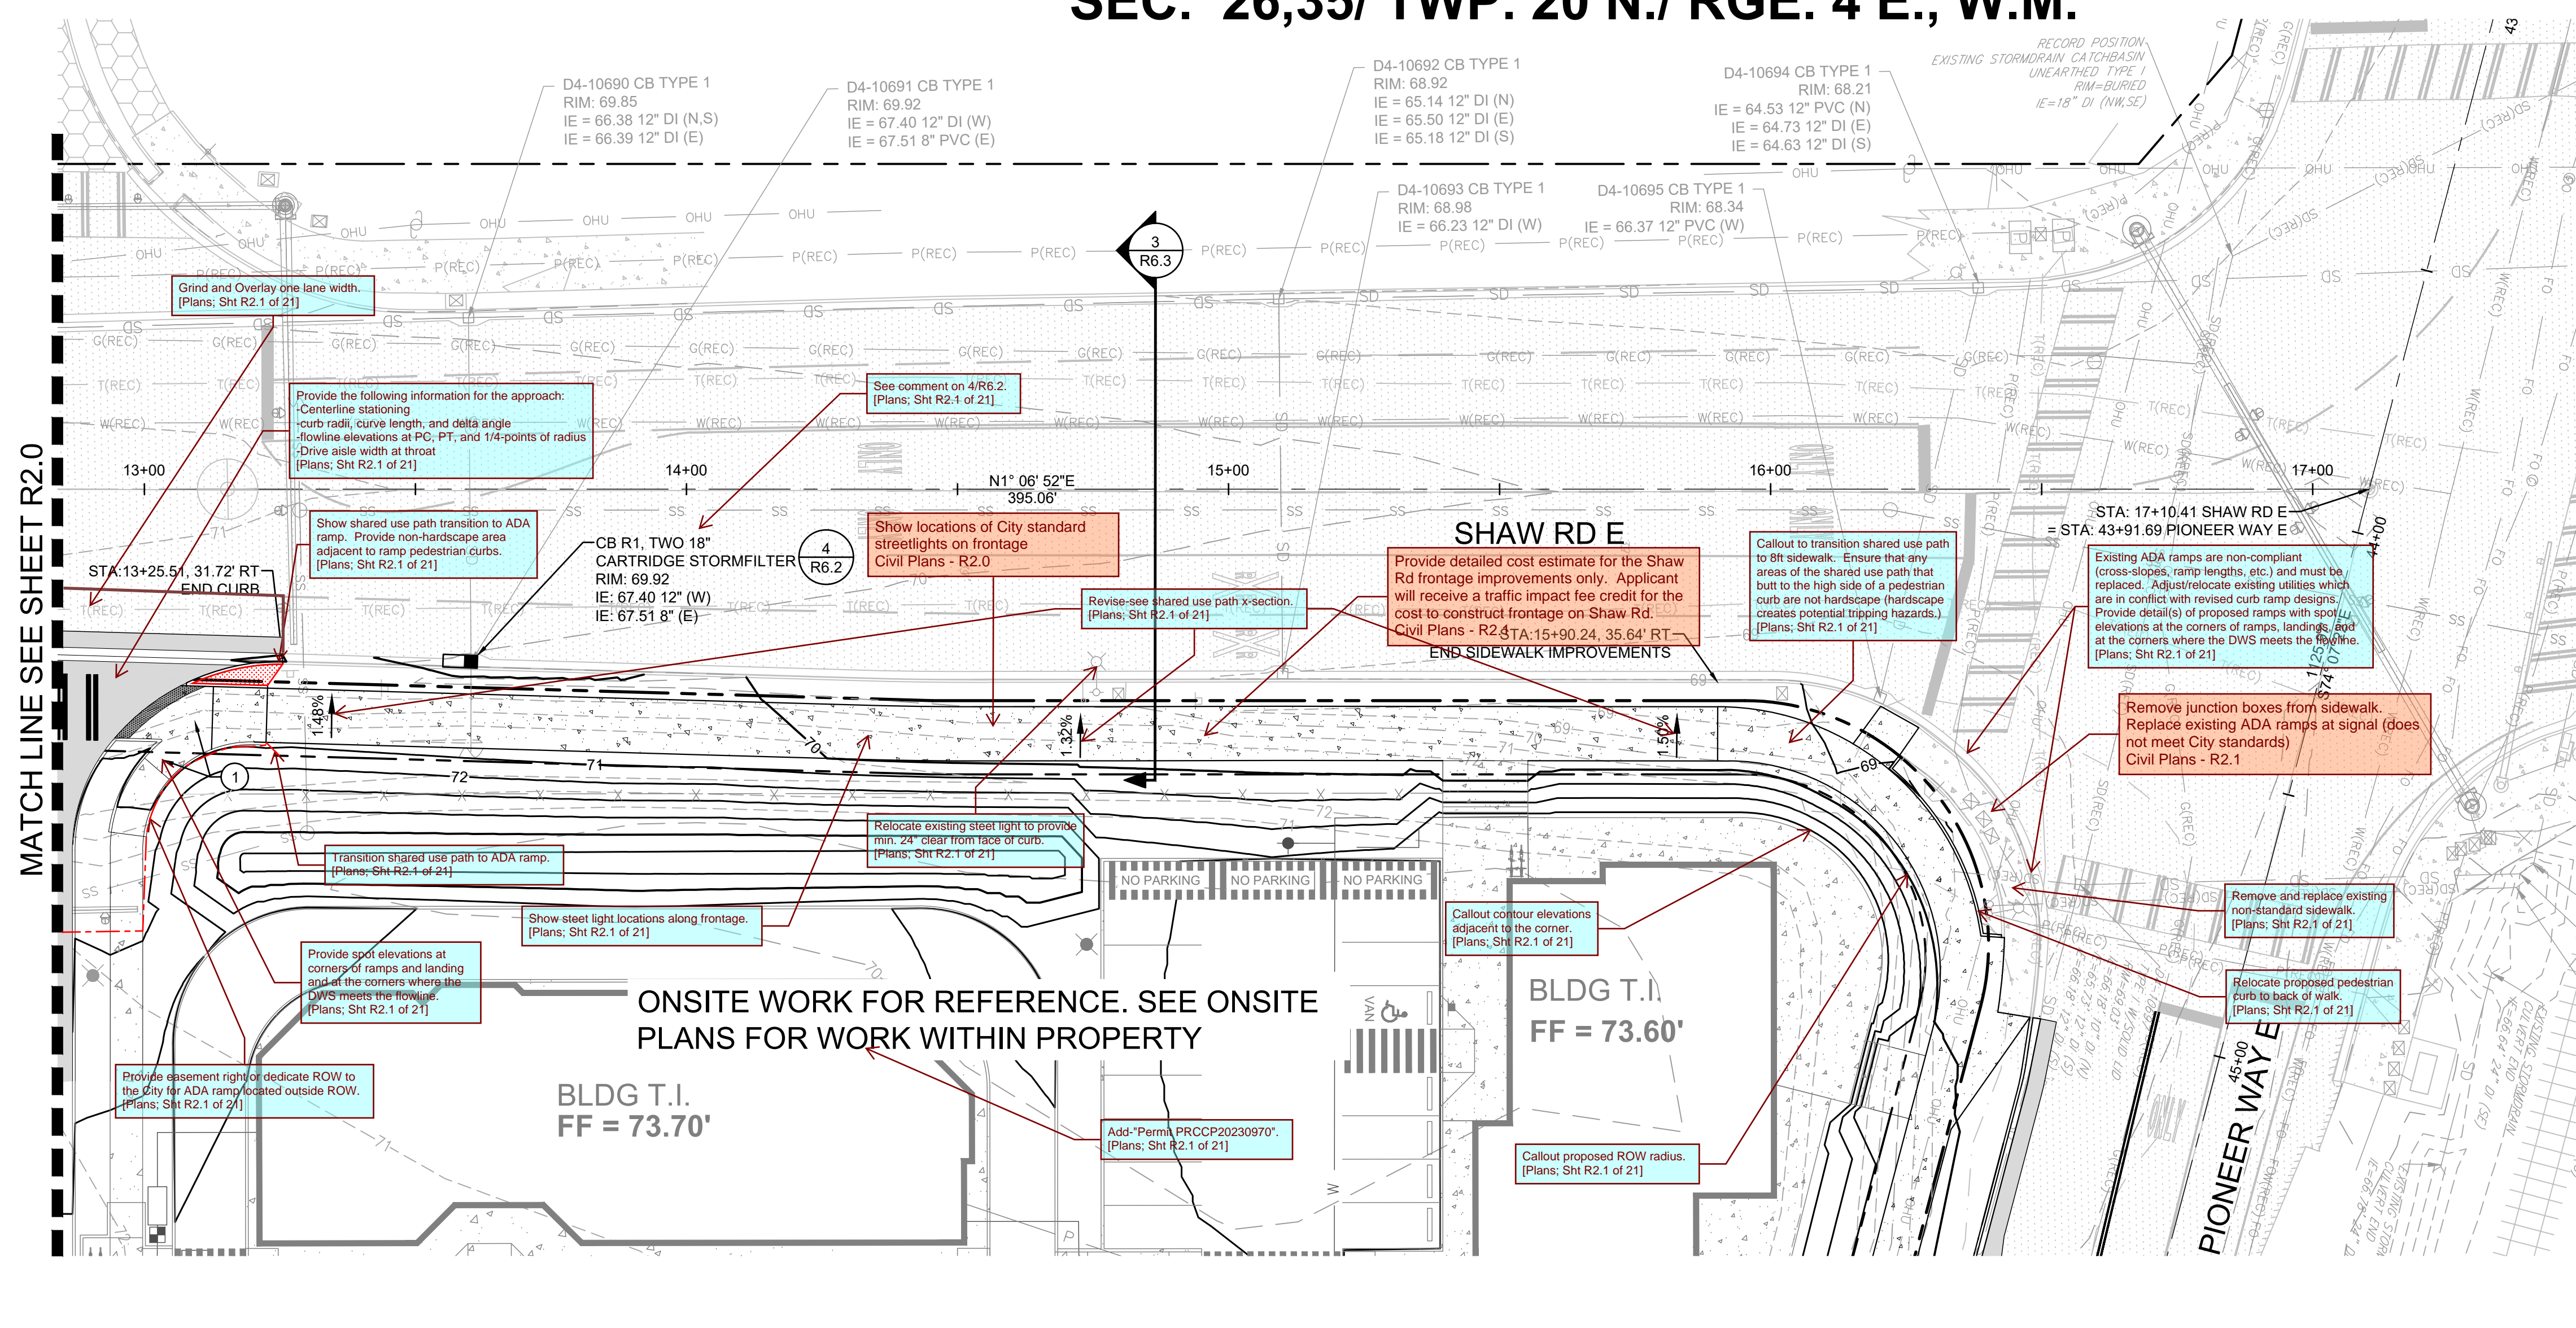 SEC. 26,35/ TWP. 20 N./ RGE. 4 E., W.M.
D4-10690 CB TYPE 1
RIM: 69.85
IE = 66.38 12" DI (N,S)
IE = 66.39 12" DI (E)
D4-10691 CB TYPE 1
RIM: 69.92
IE = 67.40 12" DI (W)
IE = 67.51 8" PVC (E)
D4-10692 CB TYPE 1
RIM: 68.92
IE = 65.14 12" DI (N)
IE = 65.50 12" DI (E)
IE = 65.18 12" DI (S)
D4-10694 CB TYPE 1
RIM: 68.21
IE = 64.53 12" PVC (N)
IE = 64.73 12" DI (E)
IE = 64.63 12" DI (S)
RECORD POSITION
EXISTING STORMDRAIN CATCHBASIN
UNEARTHED TYPE I
RIM=BURIED
IE=18" DI (NW,SE)
D4-10693 CB TYPE 1
RIM: 68.98
IE = 66.23 12" DI (W)
D4-10695 CB TYPE 1
RIM: 68.34
IE = 66.37 12" PVC (W)
3
R6.3
Grind and Overlay one lane width.
[Plans; Sht R2.1 of 21]
Provide the following information for the approach:
-Centerline stationing
-curb radii, curve length, and delta angle
-flowline elevations at PC, PT, and 1/4-points of radius
-Drive aisle width at throat
[Plans; Sht R2.1 of 21]
See comment on 4/R6.2.
[Plans; Sht R2.1 of 21]
MATCH LINE SEE SHEET R2.0
13+00
14+00
15+00
16+00
17+00
N1° 06' 52"E
395.06'
SHAW RD E
STA: 17+10.41 SHAW RD E
= STA: 43+91.69 PIONEER WAY E
44+00
Show shared use path transition to ADA
ramp. Provide non-hardscape area
adjacent to ramp pedestrian curbs.
[Plans; Sht R2.1 of 21]
STA:13+25.51, 31.72' RT
END CURB
CB R1, TWO 18"
CARTRIDGE STORMFILTER
RIM: 69.92
IE: 67.40 12" (W)
IE: 67.51 8" (E)
4
R6.2
Show locations of City standard
streetlights on frontage
Civil Plans - R2.0
Revise-see shared use path x-section.
[Plans; Sht R2.1 of 21]
Provide detailed cost estimate for the Shaw
Rd frontage improvements only. Applicant
will receive a traffic impact fee credit for the
cost to construct frontage on Shaw Rd.
Civil Plans - R2.1
STA:15+90.24, 35.64' RT
END SIDEWALK IMPROVEMENTS
Callout to transition shared use path
to 8ft sidewalk. Ensure that any
areas of the shared use path that
butt to the high side of a pedestrian
curb are not hardscape (hardscape
creates potential tripping hazards.)
[Plans; Sht R2.1 of 21]
Existing ADA ramps are non-compliant
(cross-slopes, ramp lengths, etc.) and must be
replaced. Adjust/relocate existing utilities which
are in conflict with revised curb ramp designs.
Provide detail(s) of proposed ramps with spot
elevations at the corners of ramps, landing, and
at the corners where the DWS meets the flowline.
[Plans; Sht R2.1 of 21]
Remove junction boxes from sidewalk.
Replace existing ADA ramps at signal (does
not meet City standards)
Civil Plans - R2.1
1.48%
1.32%
1.50%
70
71
72
69
1
Relocate existing steet light to provide
min. 24" clear from face of curb.
[Plans; Sht R2.1 of 21]
Transition shared use path to ADA ramp.
[Plans; Sht R2.1 of 21]
Show steet light locations along frontage.
[Plans; Sht R2.1 of 21]
NO PARKING
NO PARKING
NO PARKING
Callout contour elevations
adjacent to the corner.
[Plans; Sht R2.1 of 21]
Remove and replace existing
non-standard sidewalk.
[Plans; Sht R2.1 of 21]
Provide spot elevations at
corners of ramps and landing
and at the corners where the
DWS meets the flowline.
[Plans; Sht R2.1 of 21]
ONSITE WORK FOR REFERENCE. SEE ONSITE
PLANS FOR WORK WITHIN PROPERTY
VAN
BLDG T.I.
FF = 73.60'
Relocate proposed pedestrian
curb to back of walk.
[Plans; Sht R2.1 of 21]
Provide easement right or dedicate ROW to
the City for ADA ramp located outside ROW.
[Plans; Sht R2.1 of 21]
BLDG T.I.
FF = 73.70'
Add-"Permit PRCCP20230970".
[Plans; Sht R2.1 of 21]
Callout proposed ROW radius.
[Plans; Sht R2.1 of 21]
45+00
PIONEER WAY E